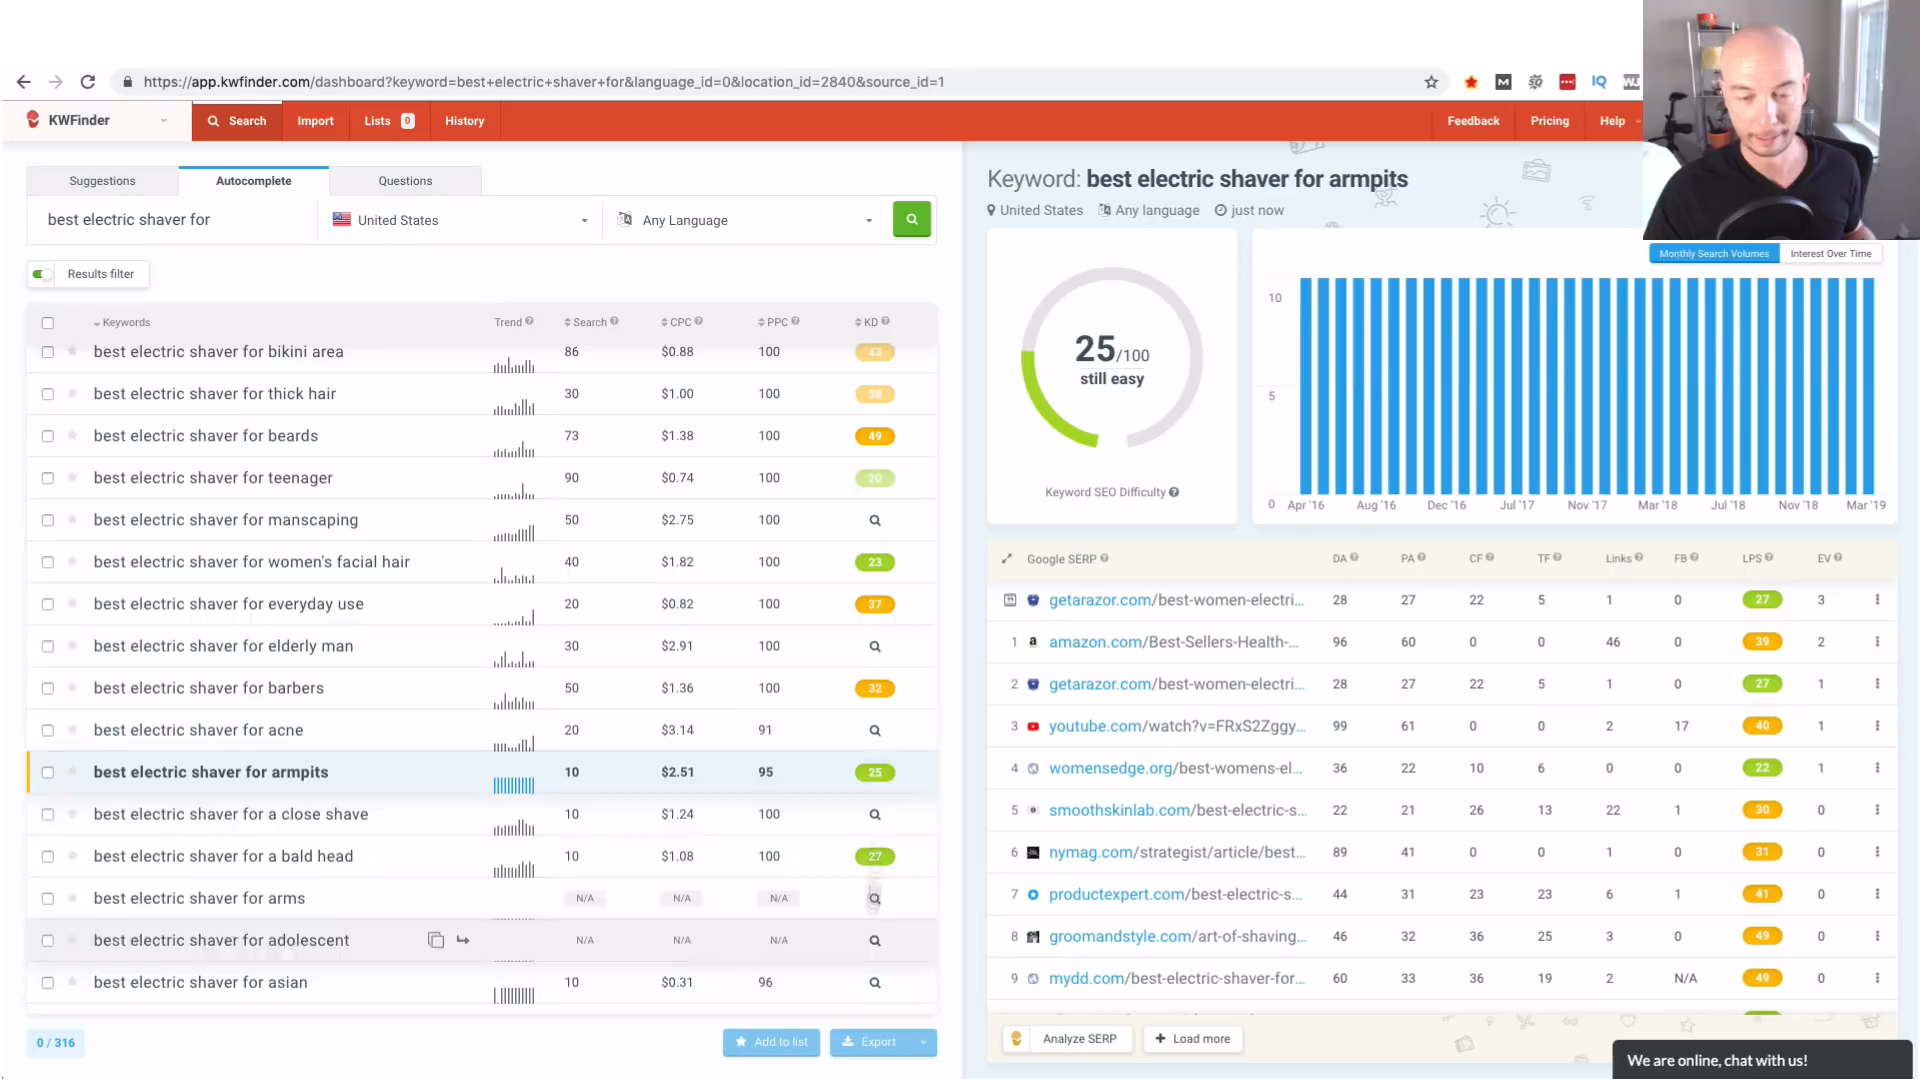 https://app.kwfinder.com/dashboard?keyword=best+electric+shaver+for&language_id=0&location_id=2840&source_id=1
KWFinder Search Import Lists 0 History Feedback Pricing Help
Suggestions Autocomplete Questions
best electric shaver for United States Any Language
Results filter
Keywords Trend Search CPC PPC KD
best electric shaver for bikini area 86 $0.88 100 43
best electric shaver for thick hair 30 $1.00 100 38
best electric shaver for beards 73 $1.38 100 49
best electric shaver for teenager 90 $0.74 100 20
best electric shaver for manscaping 50 $2.75 100
best electric shaver for women's facial hair 40 $1.82 100 23
best electric shaver for everyday use 20 $0.82 100 37
best electric shaver for elderly man 30 $2.91 100
best electric shaver for barbers 50 $1.36 100 32
best electric shaver for acne 20 $3.14 91
best electric shaver for armpits 10 $2.51 95 25
best electric shaver for a close shave 10 $1.24 100
best electric shaver for a bald head 10 $1.08 100 27
best electric shaver for arms N/A N/A N/A
best electric shaver for adolescent N/A N/A N/A
best electric shaver for asian 10 $0.31 96
0 / 316 Add to list Export
Keyword: best electric shaver for armpits
United States Any language just now
25/100
still easy
Keyword SEO Difficulty
Monthly Search Volumes Interest Over Time
10
5
0
Apr '16 Aug '16 Dec '16 Jul '17 Nov '17 Mar '18 Jul '18 Nov '18 Mar '19
Google SERP DA PA CF TF Links FB LPS EV
getarazor.com/best-women-electri... 28 27 22 5 1 0 27 3
1 amazon.com/Best-Sellers-Health-... 96 60 0 0 46 0 39 2
2 getarazor.com/best-women-electri... 28 27 22 5 1 0 27 1
3 youtube.com/watch?v=FRxS2Zggy... 99 61 0 0 2 17 40 1
4 womensedge.org/best-womens-el... 36 22 10 6 0 0 22 1
5 smoothskinlab.com/best-electric-s... 22 21 26 13 22 1 30 0
6 nymag.com/strategist/article/best... 89 41 0 0 1 0 31 0
7 productexpert.com/best-electric-s... 44 31 23 23 6 1 41 0
8 groomandstyle.com/art-of-shaving... 46 32 36 25 3 0 49 0
9 mydd.com/best-electric-shaver-for... 60 33 36 19 2 N/A 49 0
Analyze SERP + Load more
We are online, chat with us!